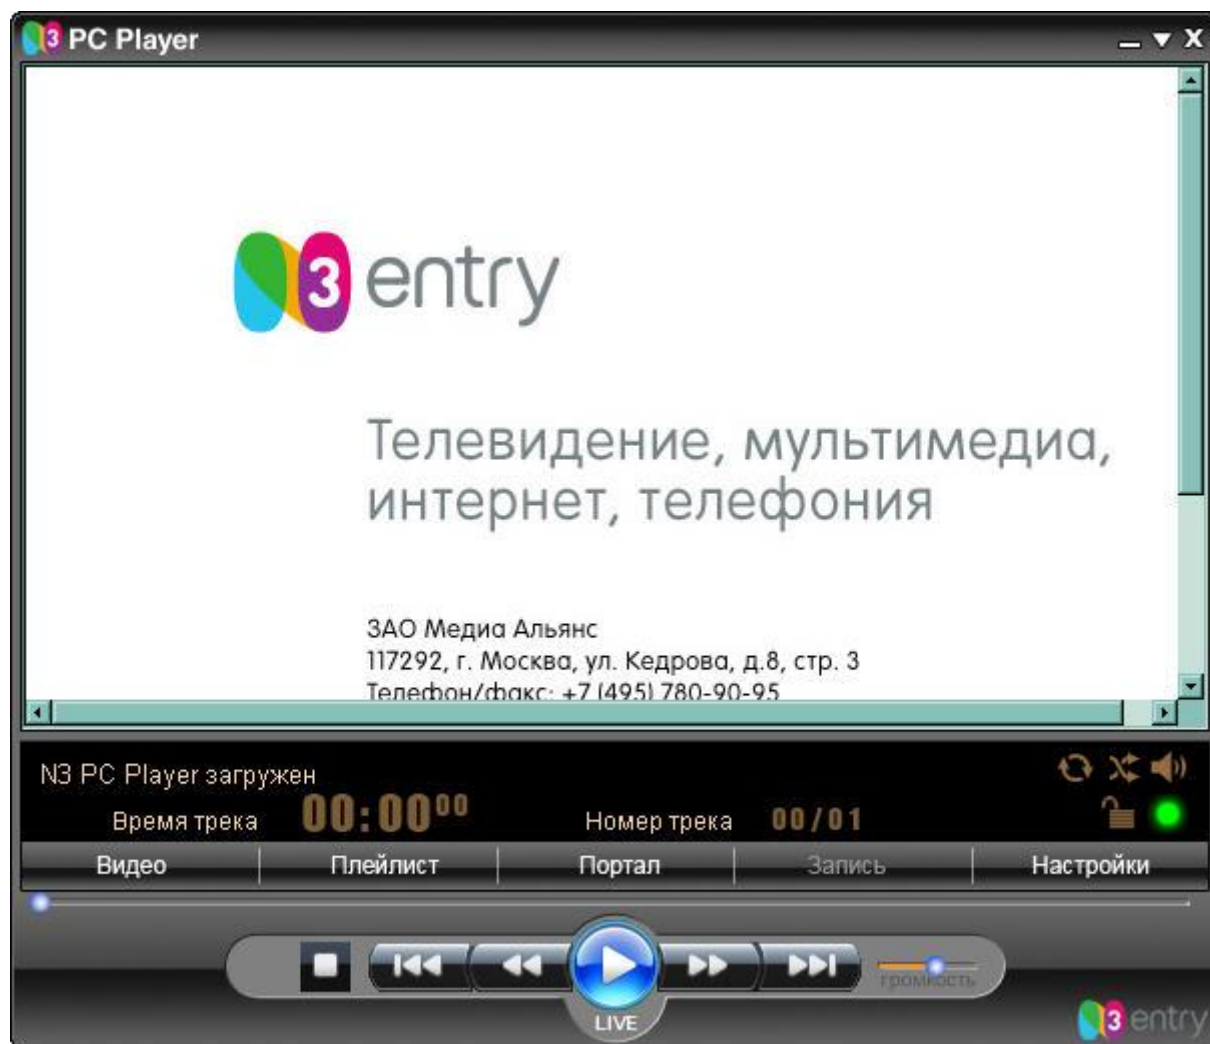 3 PC Player
3 entry
Телевидение, мультимедиа,
интернет, телефония
ЗАО Медиа Альянс
117292, г. Москва, ул. Кедрова, д.8, стр. 3
Телефон/факс: +7 (495) 780-90-95
N3 PC Player загружен
Время трека 00:00 00 Номер трека 00/01
Видео Плейлист Портал Запись Настройки
громкость
LIVE
3 entry